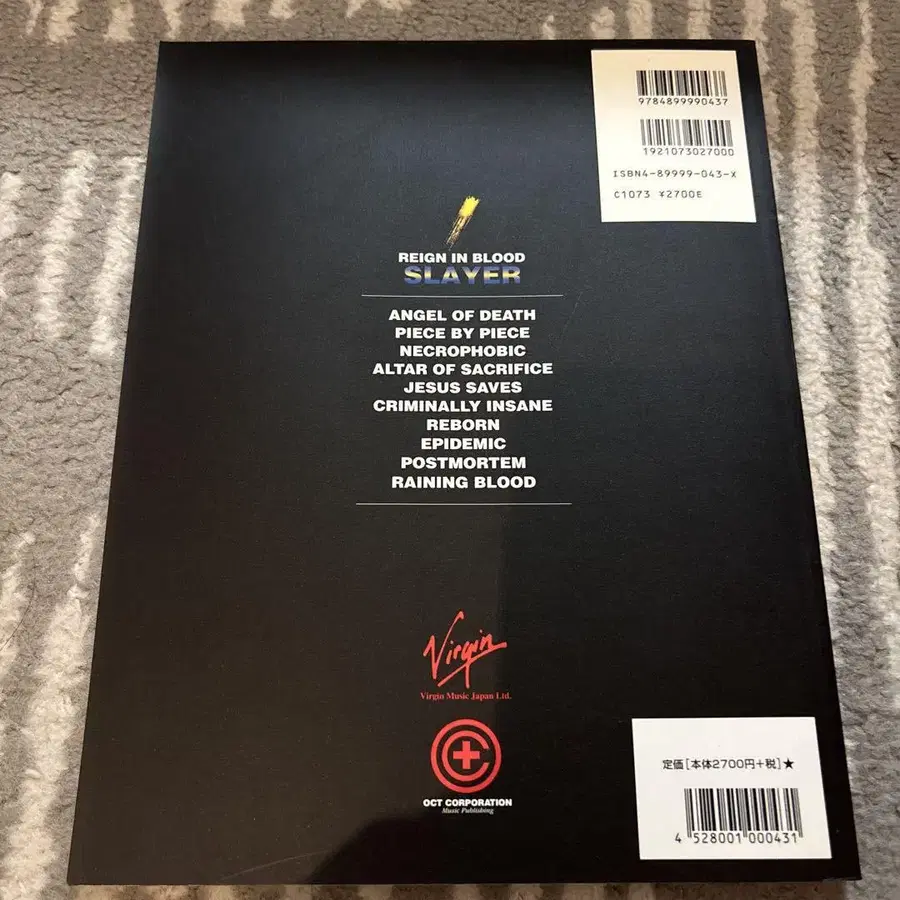 9784899990437
1921073027000
ISBN4-89999-043-X
C1073 ¥2700E
REIGN IN BLOOD
SLAYER
ANGEL OF DEATH
PIECE BY PIECE
NECROPHOBIC
ALTAR OF SACRIFICE
JESUS SAVES
CRIMINALLY INSANE
REBORN
EPIDEMIC
POSTMORTEM
RAINING BLOOD
Virgin
Virgin Music Japan Ltd.
OCT CORPORATION
Music Publishing
定価[本体2700円+税]★
4 528001 000431